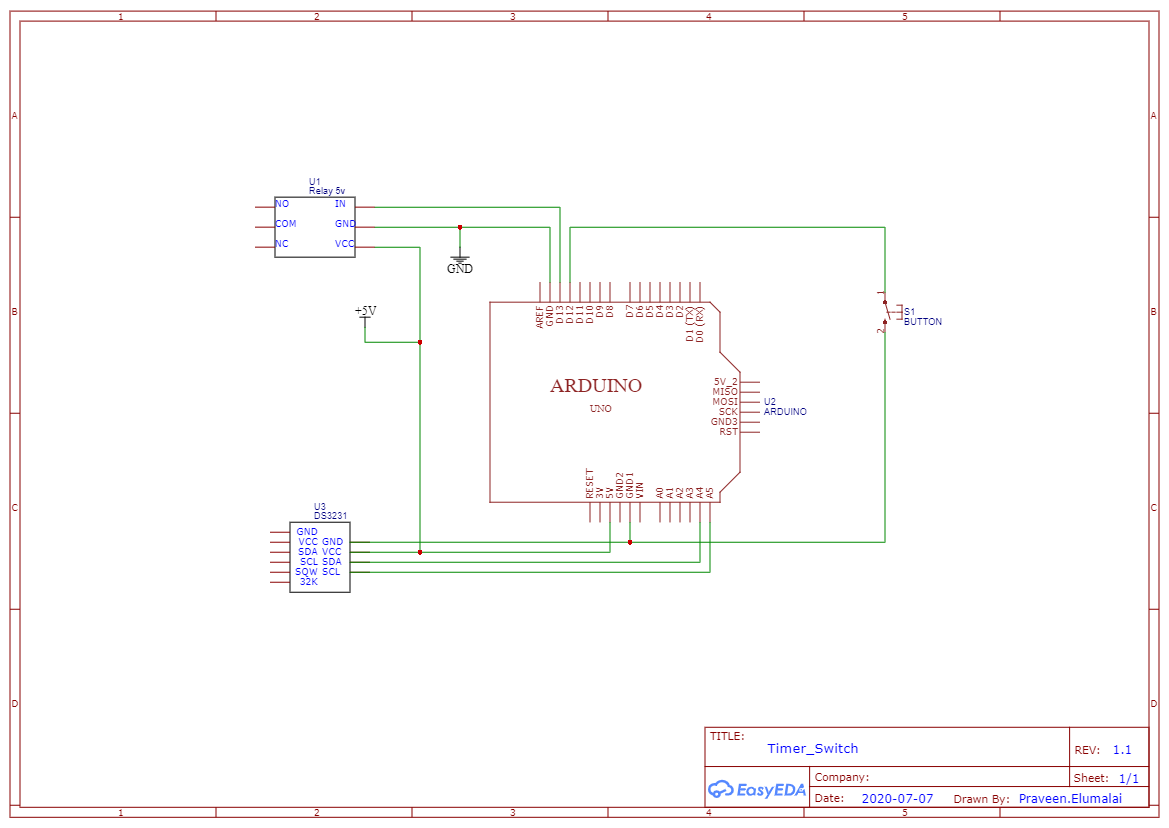 1 2 3 4 5
A A
B B
C C
D D
U1
Relay 5v
NO IN
COM GND
NC VCC
GND
+5V
AREF GND D13 D12 D11 D10 D9 D8 D7 D6 D5 D4 D3 D2 D1 (TX) D0 (RX)
ARDUINO
UNO
5V_2
MISO
MOSI
SCK
GND3
RST
U2
ARDUINO
RESET 3V 5V GND2 GND1 VIN A0 A1 A2 A3 A4 A5
1
2
S1
BUTTON
U3
DS3231
GND
VCC GND
SDA VCC
SCL SDA
SQW SCL
32K
TITLE:
Timer_Switch
REV: 1.1
EasyEDA
Company:
Sheet: 1/1
Date: 2020-07-07 Drawn By: Praveen.Elumalai
1 2 3 4 5